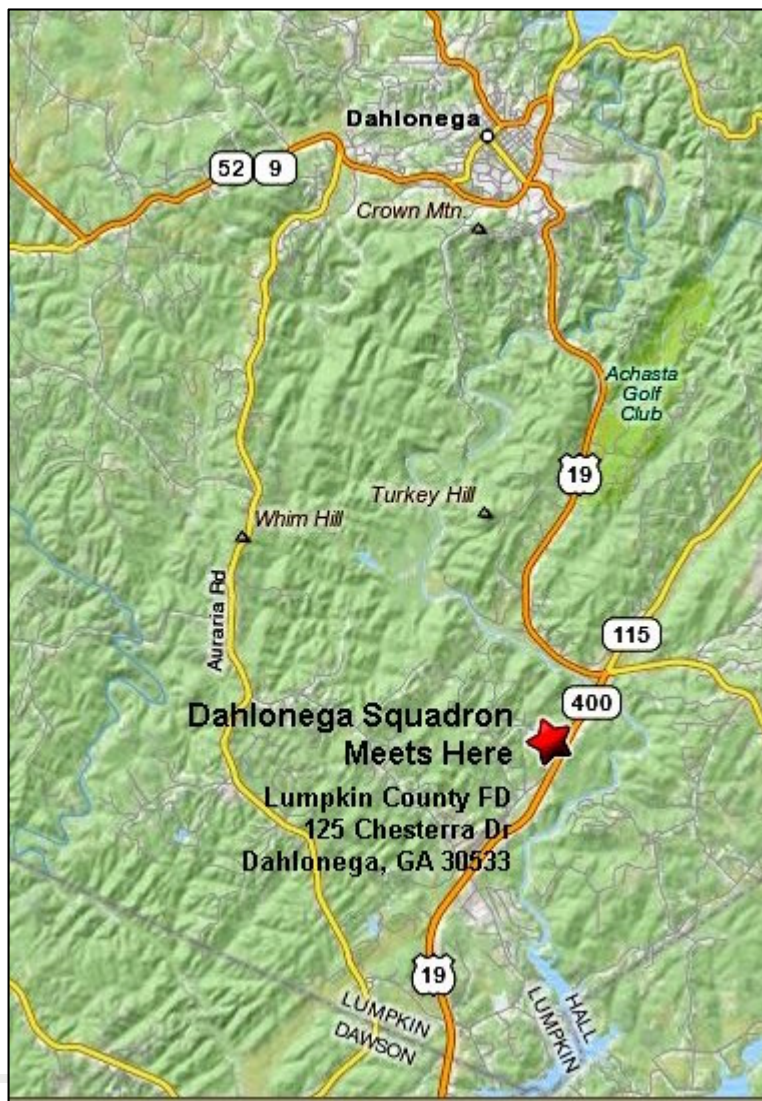 Dahlonega
52
9
Crown Mtn.
Achasta
Golf
Club
19
Turkey Hill
Whim Hill
Auraria Rd
115
400
Dahlonega Squadron
Meets Here
Lumpkin County FD
125 Chesterra Dr
Dahlonega, GA 30533
19
LUMPKIN
DAWSON
HALL
LUMPKIN